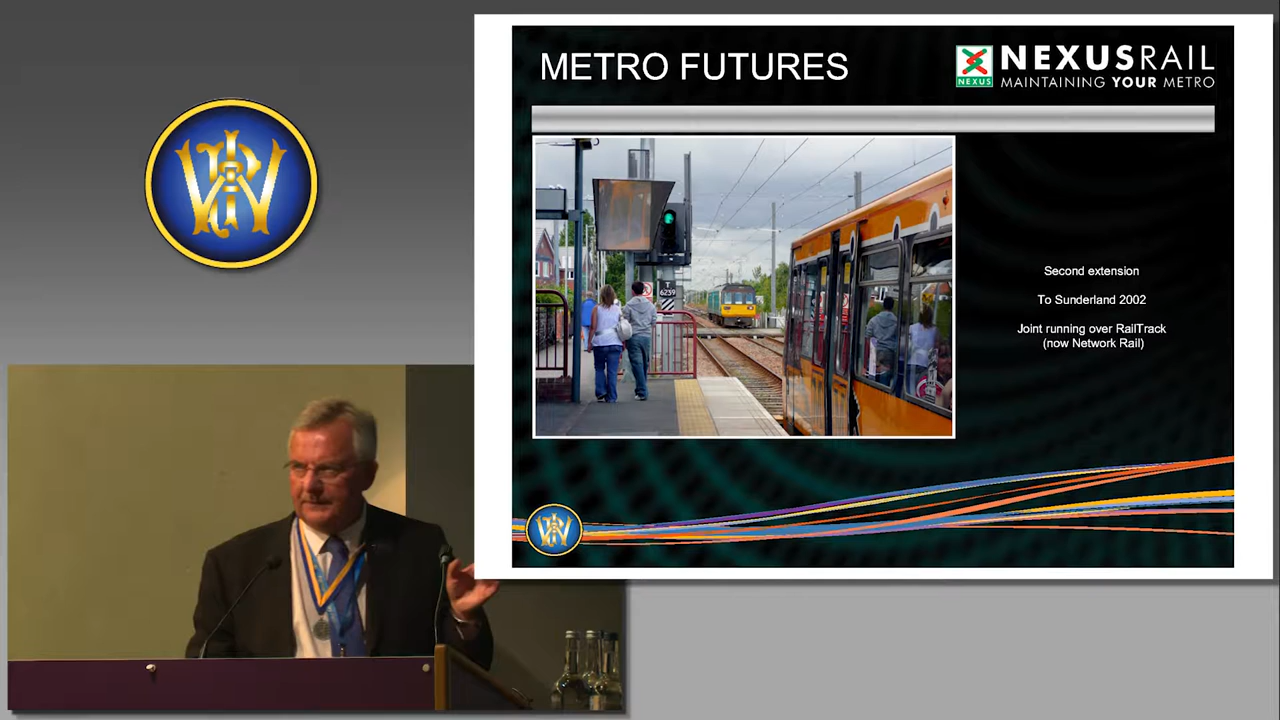 METRO FUTURES
NEXUS
NEXUSRAIL
MAINTAINING YOUR METRO
T
6239
Second extension
To Sunderland 2002
Joint running over RailTrack
(now Network Rail)